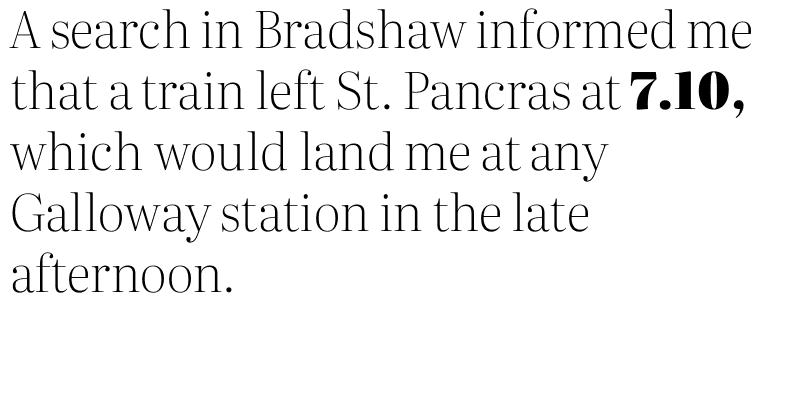 A search in Bradshaw informed me
that a train left St. Pancras at 7.10,
which would land me at any
Galloway station in the late
afternoon.